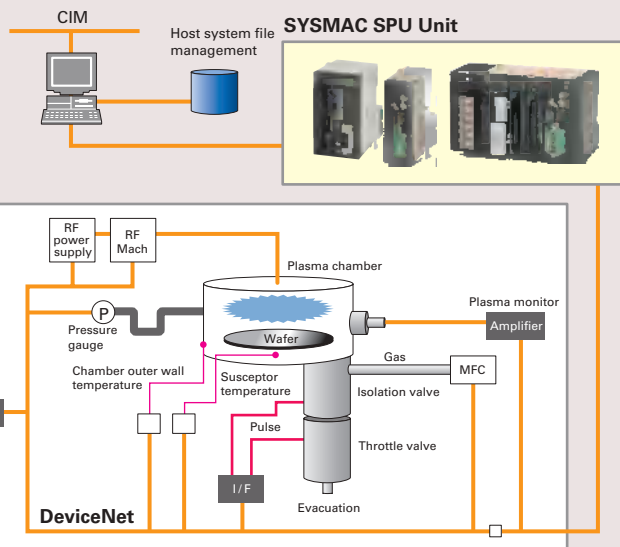 CIM
Host system file
management
SYSMAC SPU Unit
RF
power
supply
RF
Mach
Plasma chamber
P
Pressure
gauge
Plasma monitor
Amplifier
Wafer
Gas
MFC
Chamber outer wall
temperature
Susceptor
temperature
Isolation valve
Pulse
Throttle valve
I/F
Evacuation
DeviceNet